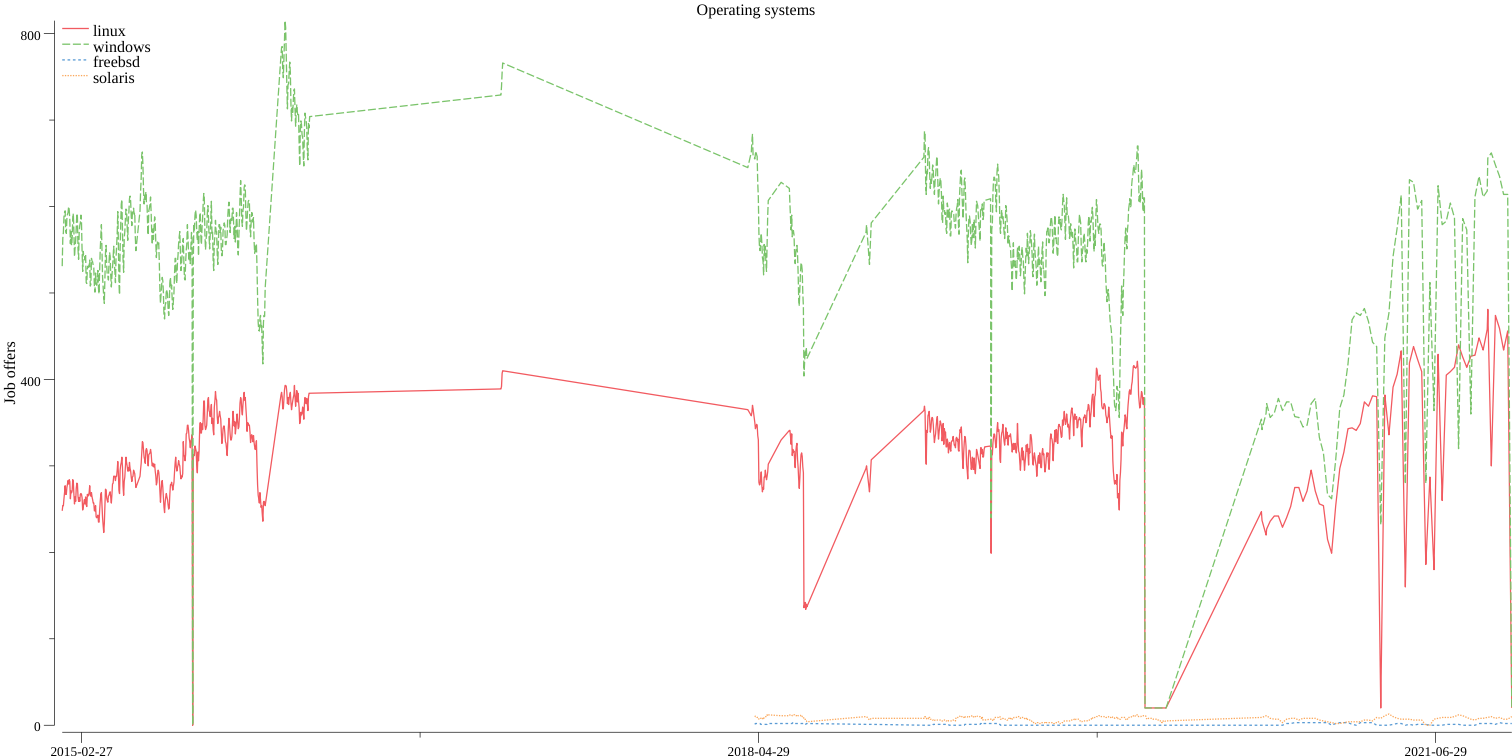 Operating systems
linux
windows
freebsd
solaris
Job offers
800
400
0
2015-02-27
2018-04-29
2021-06-29